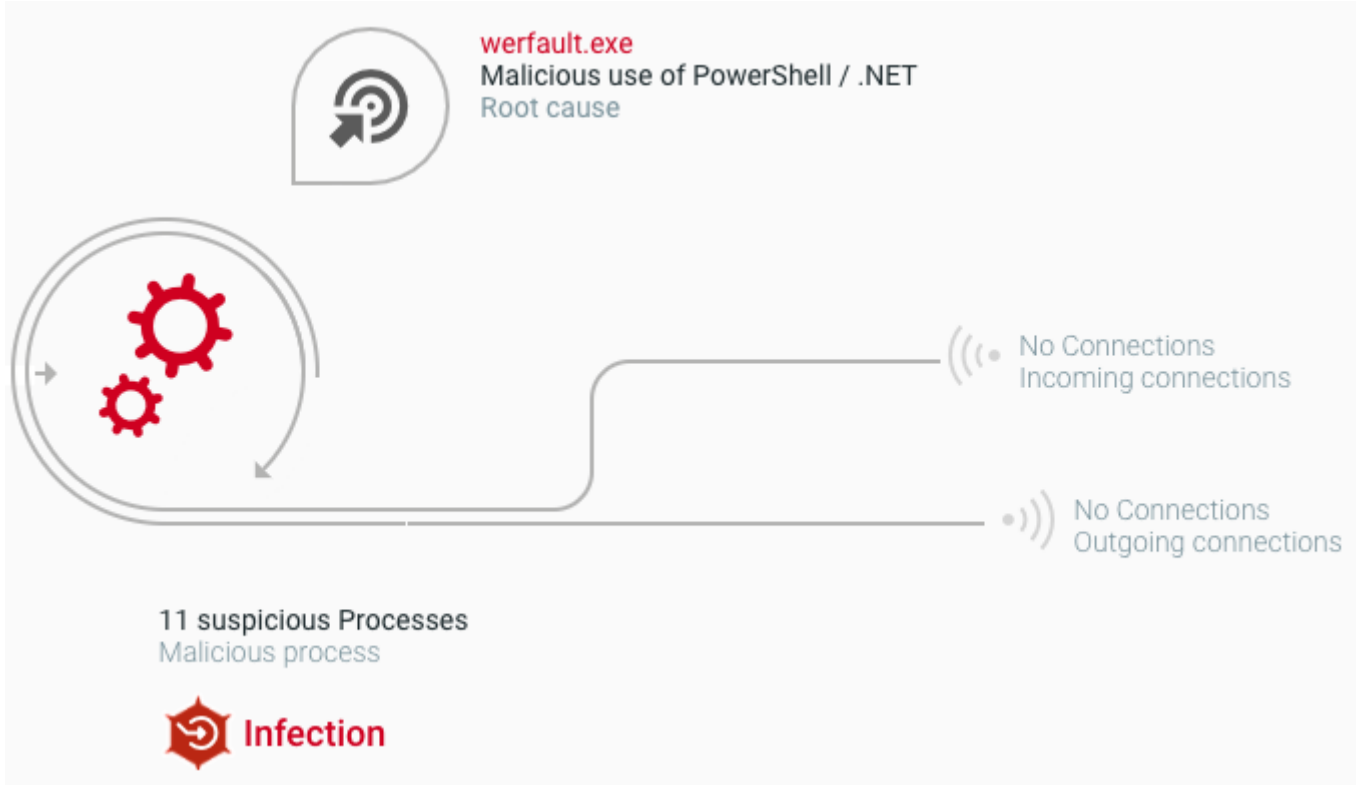 werfault.exe
Malicious use of PowerShell / .NET
Root cause
No Connections
Incoming connections
No Connections
Outgoing connections
11 suspicious Processes
Malicious process
Infection